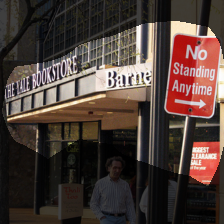 THE YALE BOOKSTORE
Barne
No
Standing
Anytime
BIGGEST
CLEARANCE
SALE